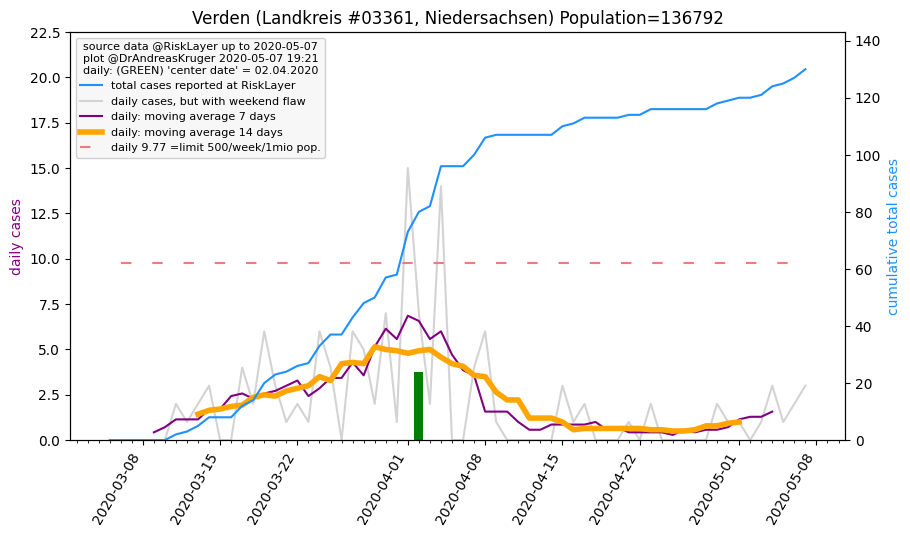 Verden (Landkreis #03361, Niedersachsen) Population=136792
source data @RiskLayer up to 2020-05-07
plot @DrAndreasKruger 2020-05-07 19:21
daily: (GREEN) 'center date' = 02.04.2020
total cases reported at RiskLayer
daily cases, but with weekend flaw
daily: moving average 7 days
daily: moving average 14 days
daily 9.77 =limit 500/week/1mio pop.
daily cases
22.5
20.0
17.5
15.0
12.5
10.0
7.5
5.0
2.5
0.0
140
120
100
80
60
40
20
0
cumulative total cases
2020-03-08
2020-03-15
2020-03-22
2020-04-01
2020-04-08
2020-04-15
2020-04-22
2020-05-01
2020-05-08